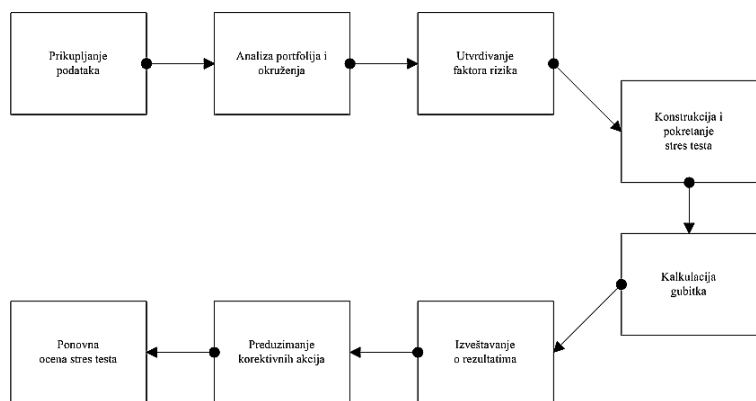 Prikupljanje
podataka
Analiza portfolija i
okruženja
Utvrđivanje
faktora rizika
Konstrukcija i
pokretanje
stres testa
Kalkulacija
gubitka
Izveštavanje
o rezultatima
Preduzimanje
korektivnih akcija
Ponovna
ocena stres testa